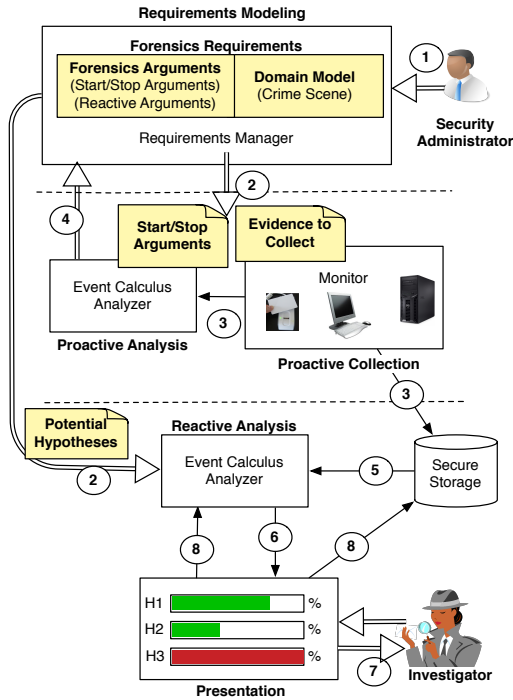 Requirements Modeling
Forensics Requirements
Forensics Arguments
(Start/Stop Arguments)
(Reactive Arguments)
Domain Model
(Crime Scene)
Requirements Manager
1
Security
Administrator
2
4
Start/Stop
Arguments
Evidence to
Collect
Event Calculus
Analyzer
Monitor
3
Proactive Analysis
Proactive Collection
3
Potential
Hypotheses
Reactive Analysis
2
Event Calculus
Analyzer
5
Secure
Storage
8
6
8
H1 %
H2 %
H3 %
7
Investigator
Presentation